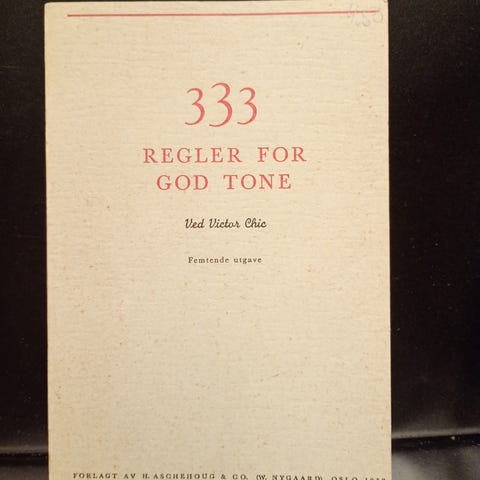 333
REGLER FOR
GOD TONE
Ved Victor Chic
Femtende utgave
FORLAGT AV H. ASCHEHOUG & CO. (W. NYGAARD) OSLO